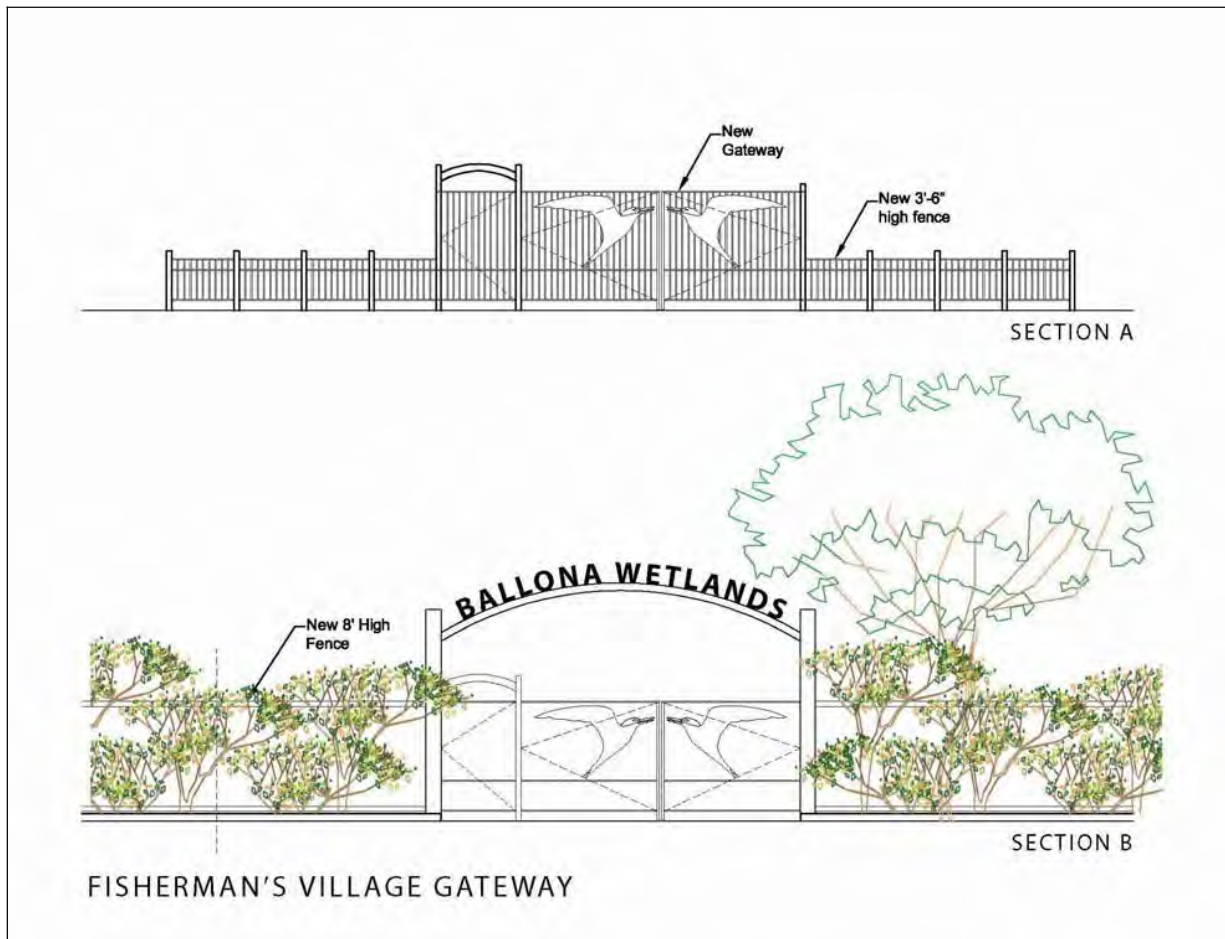 New
Gateway
New 3'-6"
high fence
SECTION A
BALLONA WETLANDS
New 8' High
Fence
SECTION B
FISHERMAN'S VILLAGE GATEWAY